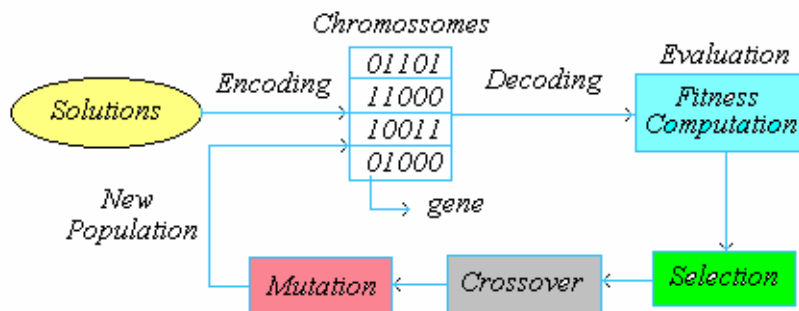 Chromossomes
Solutions
Encoding
01101
11000
10011
01000
gene
Decoding
Evaluation
Fitness
Computation
Selection
Crossover
Mutation
New
Population